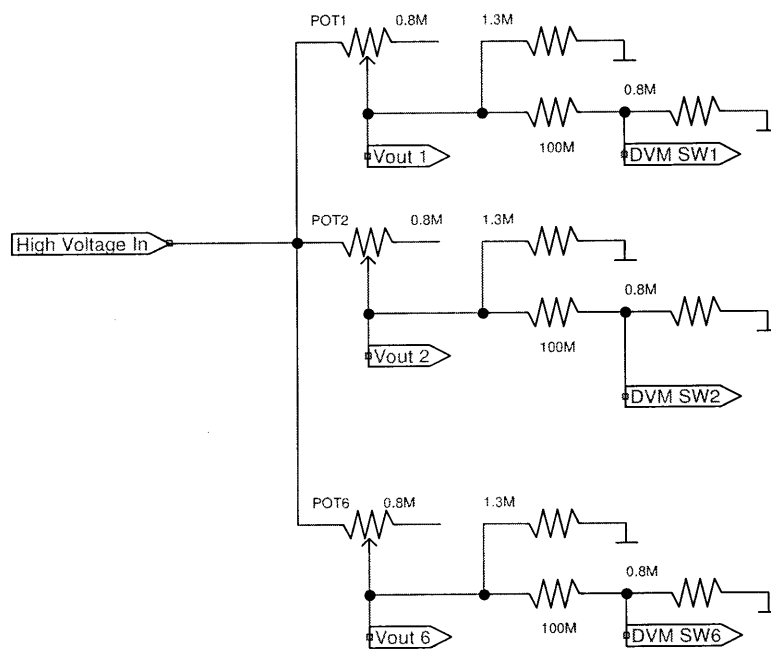 POT1 0.8M 1.3M
0.8M
Vout 1 100M DVM SW1
POT2 0.8M 1.3M
High Voltage In
0.8M
Vout 2 100M
DVM SW2
POT6 0.8M 1.3M
0.8M
Vout 6 100M DVM SW6